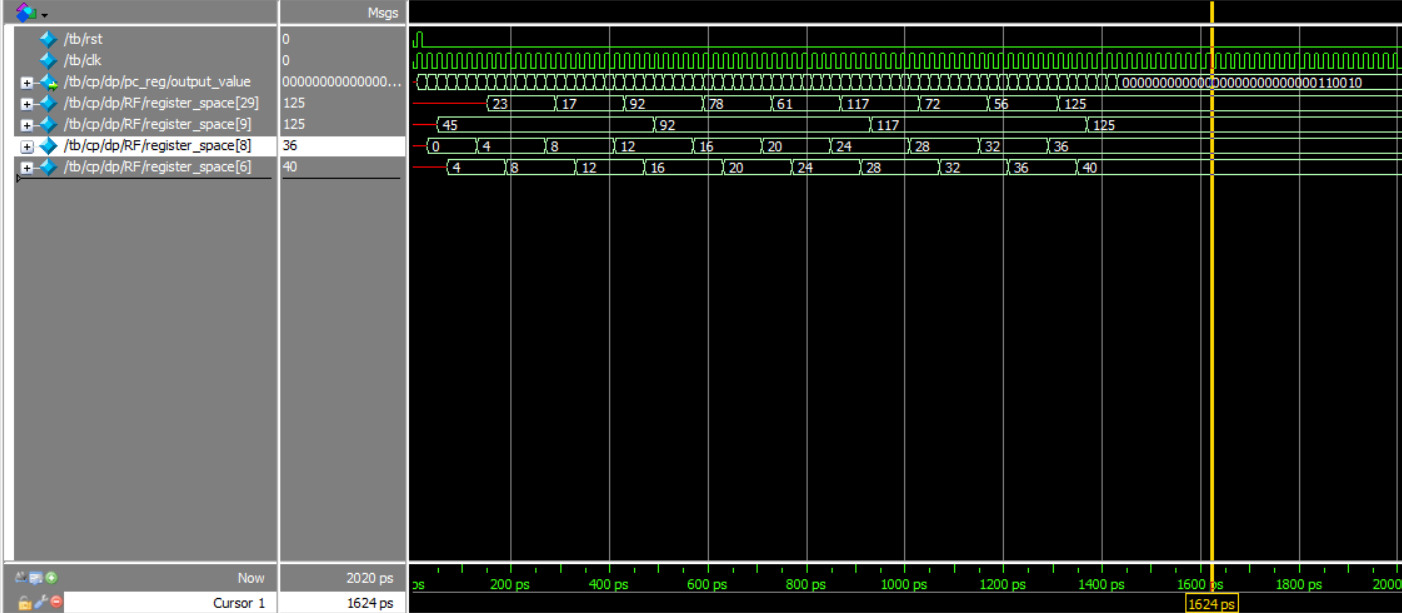 Msgs
/tb/rst 0
/tb/clk 0
/tb/cp/dp/pc_reg/output_value 00000000000000... 00000000000000000000000000110010
/tb/cp/dp/RF/register_space[29] 125 23 17 92 78 61 117 72 56 125
/tb/cp/dp/RF/register_space[9] 125 45 92 117 125
/tb/cp/dp/RF/register_space[8] 36 0 4 8 12 16 20 24 28 32 36
/tb/cp/dp/RF/register_space[6] 40 4 8 12 16 20 24 28 32 36 40
Now 2020 ps ps 200 ps 400 ps 600 ps 800 ps 1000 ps 1200 ps 1400 ps 1600 ps 1800 ps 2000
Cursor 1 1624 ps 1624 ps